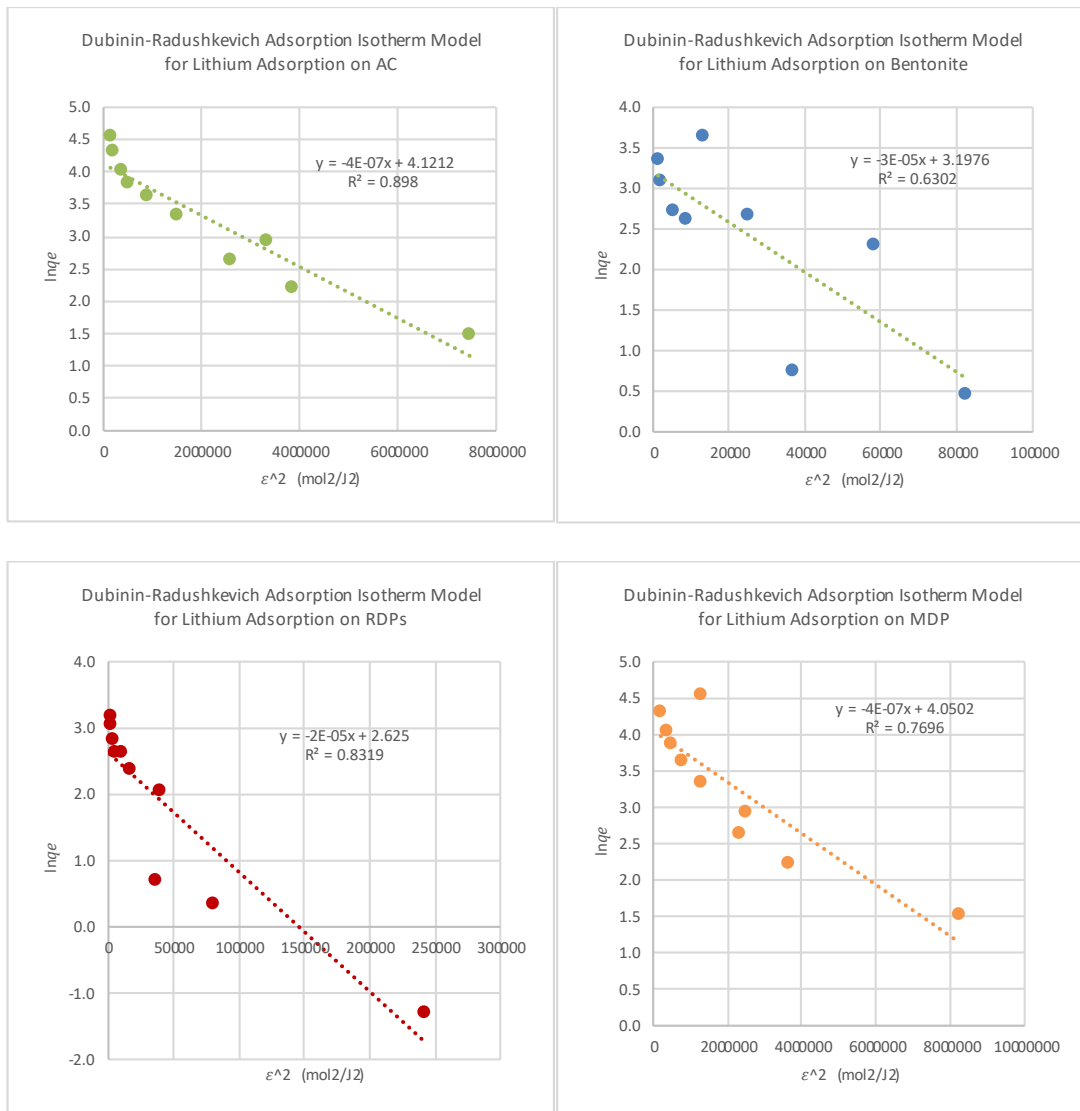 Dubinin-Radushkevich Adsorption Isotherm Model
for Lithium Adsorption on AC
5.0
4.5
4.0
3.5
3.0
2.5
2.0
1.5
1.0
0.5
0.0
lnqe
y = -4E-07x + 4.1212
R² = 0.898
0 2000000 4000000 6000000 8000000
ε^2 (mol2/J2)
Dubinin-Radushkevich Adsorption Isotherm Model
for Lithium Adsorption on Bentonite
4.0
3.5
3.0
2.5
2.0
1.5
1.0
0.5
0.0
lnqe
y = -3E-05x + 3.1976
R² = 0.6302
0 20000 40000 60000 80000 100000
ε^2 (mol2/J2)
Dubinin-Radushkevich Adsorption Isotherm Model
for Lithium Adsorption on RDPs
4.0
3.0
2.0
1.0
0.0
-1.0
-2.0
lnqe
y = -2E-05x + 2.625
R² = 0.8319
0 50000 100000 150000 200000 250000 300000
ε^2 (mol2/J2)
Dubinin-Radushkevich Adsorption Isotherm Model
for Lithium Adsorption on MDP
5.0
4.5
4.0
3.5
3.0
2.5
2.0
1.5
1.0
0.5
0.0
lnqe
y = -4E-07x + 4.0502
R² = 0.7696
0 2000000 4000000 6000000 8000000 10000000
ε^2 (mol2/J2)